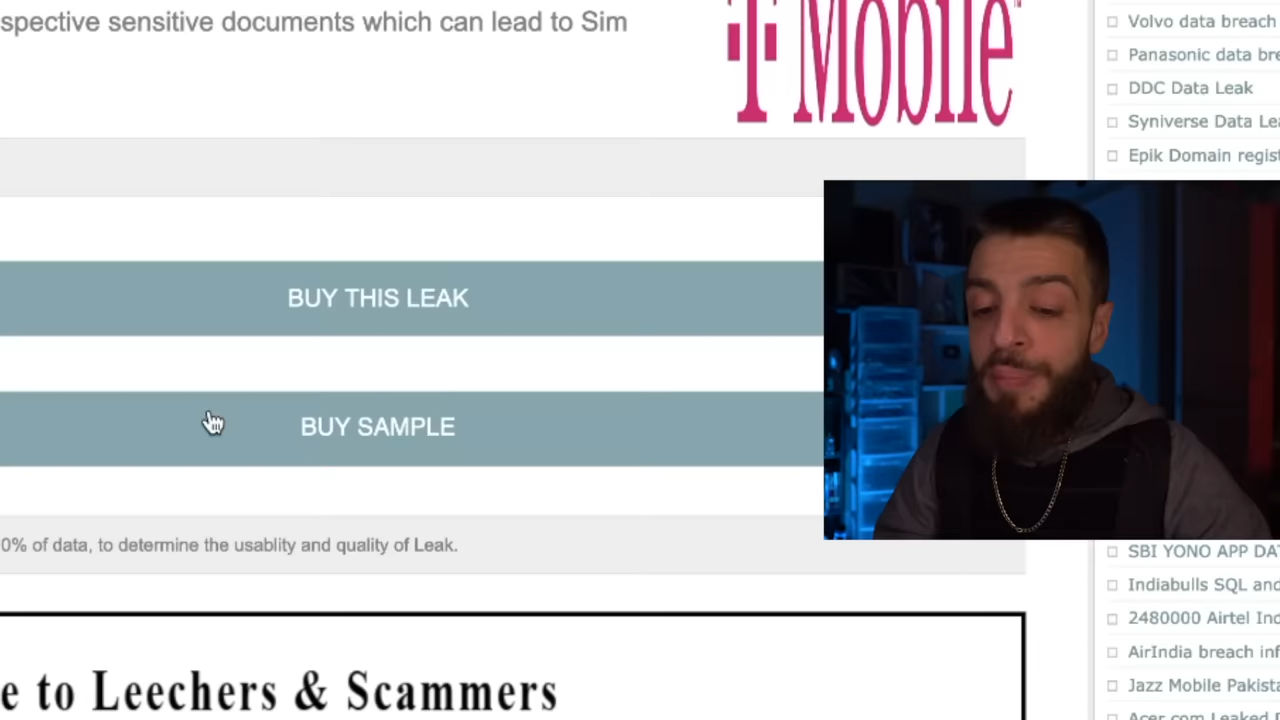 spective sensitive documents which can lead to Sim
T Mobile
BUY THIS LEAK
BUY SAMPLE
0% of data, to determine the usablity and quality of Leak.
e to Leechers & Scammers
Volvo data breach
Panasonic data bre
DDC Data Leak
Syniverse Data Lea
Epik Domain regist
SBI YONO APP DA
Indiabulls SQL and
2480000 Airtel Ind
AirIndia breach inf
Jazz Mobile Pakista
Acer.com Leaked